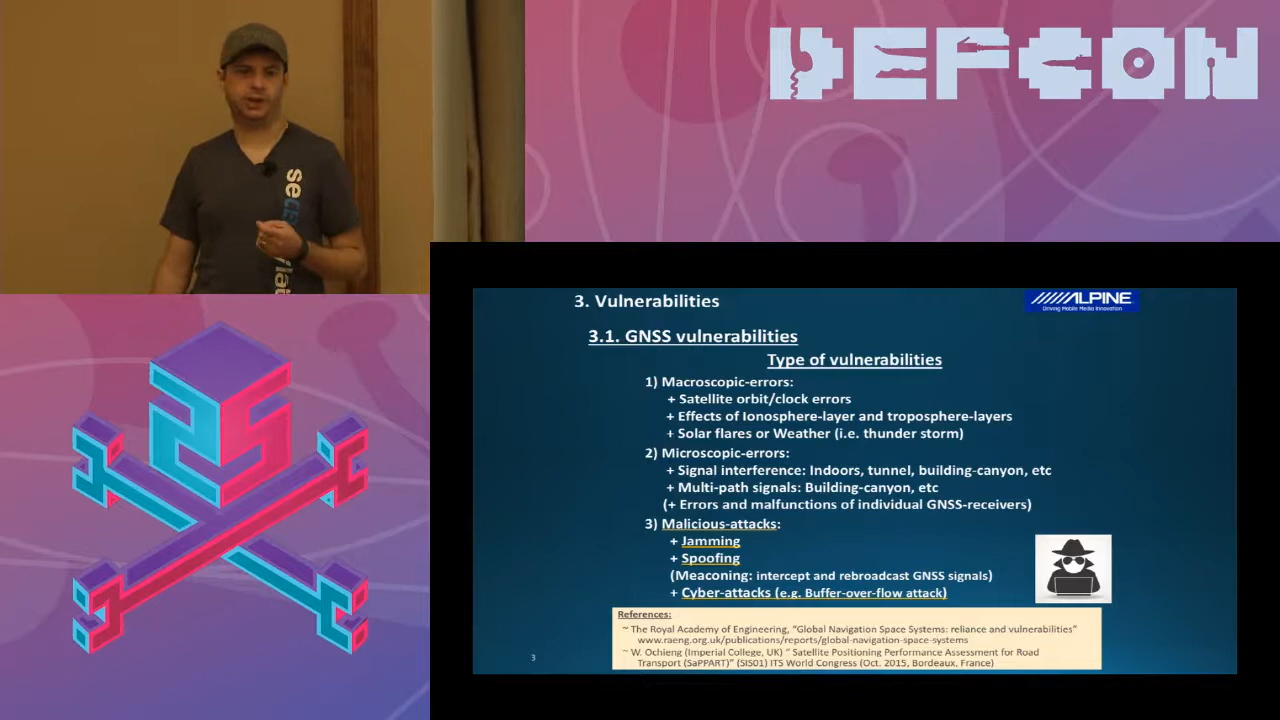 DEFCON
3. Vulnerabilities
ALPINE
Driving Mobile Media Innovation
3.1. GNSS vulnerabilities
Type of vulnerabilities
1) Macroscopic-errors:
+ Satellite orbit/clock errors
+ Effects of Ionosphere-layer and troposphere-layers
+ Solar flares or Weather (i.e. thunder storm)
2) Microscopic-errors:
+ Signal interference: Indoors, tunnel, building-canyon, etc
+ Multi-path signals: Building-canyon, etc
(+ Errors and malfunctions of individual GNSS-receivers)
3) Malicious-attacks:
+ Jamming
+ Spoofing
(Meaconing: intercept and rebroadcast GNSS signals)
+ Cyber-attacks (e.g. Buffer-over-flow attack)
References:
~ The Royal Academy of Engineering, "Global Navigation Space Systems: reliance and vulnerabilities"
www.raeng.org.uk/publications/reports/global-navigation-space-systems
~ W. Ochieng (Imperial College, UK) " Satellite Positioning Performance Assessment for Road
Transport (SaPPART)" (SIS01) ITS World Congress (Oct. 2015, Bordeaux, France)
3